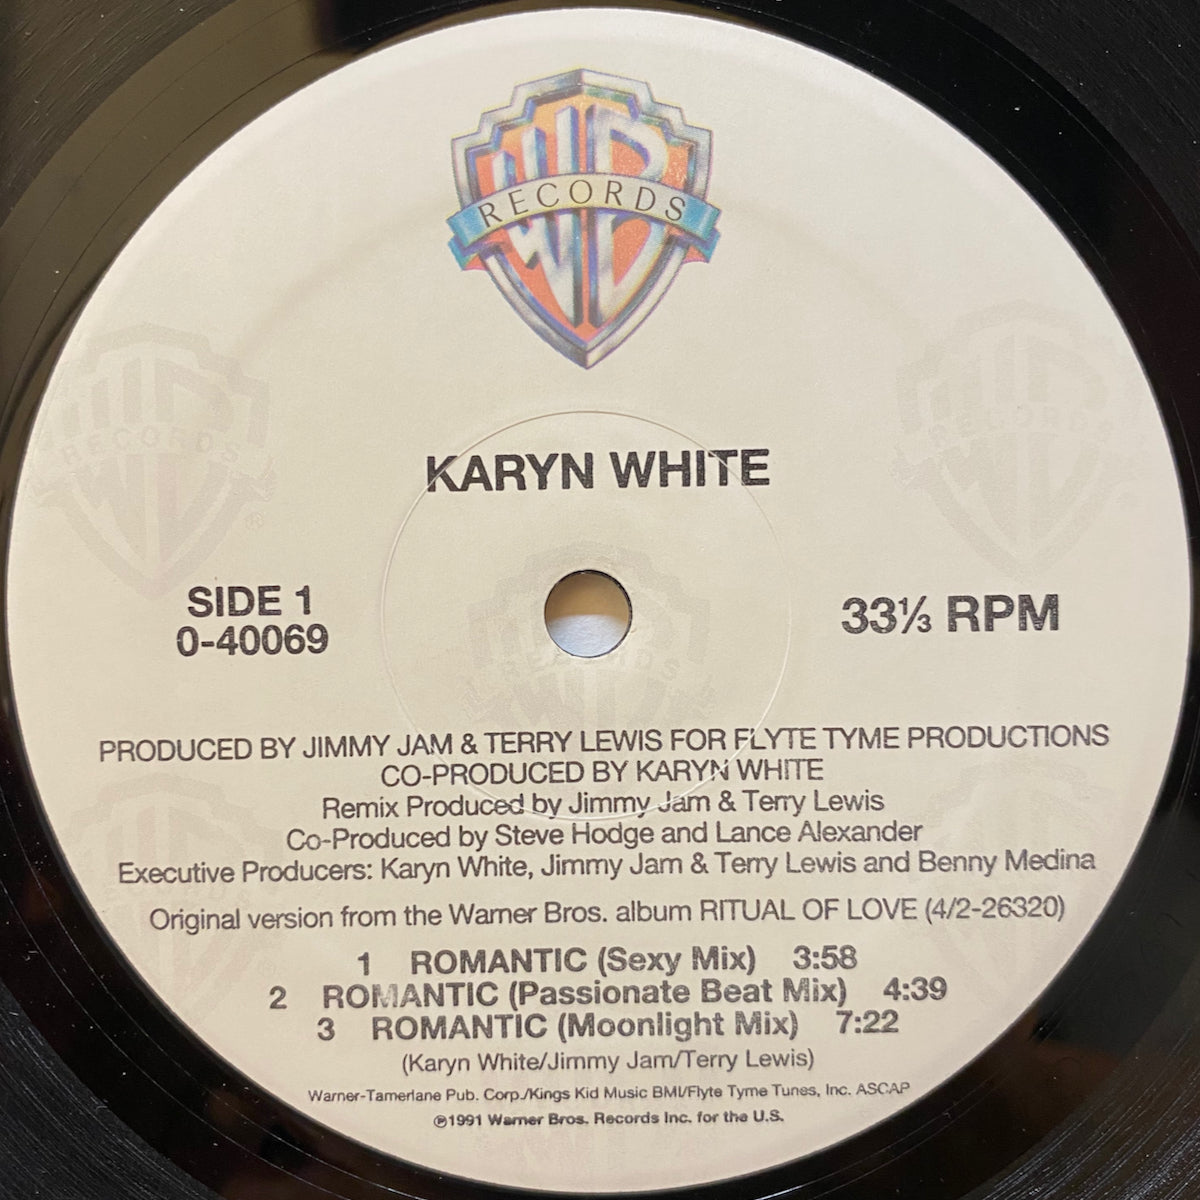 WB
RECORDS
KARYN WHITE
SIDE 1
0-40069
33⅓ RPM
PRODUCED BY JIMMY JAM & TERRY LEWIS FOR FLYTE TYME PRODUCTIONS
CO-PRODUCED BY KARYN WHITE
Remix Produced by Jimmy Jam & Terry Lewis
Co-Produced by Steve Hodge and Lance Alexander
Executive Producers: Karyn White, Jimmy Jam & Terry Lewis and Benny Medina
Original version from the Warner Bros. album RITUAL OF LOVE (4/2-26320)
1 ROMANTIC (Sexy Mix) 3:58
2 ROMANTIC (Passionate Beat Mix) 4:39
3 ROMANTIC (Moonlight Mix) 7:22
(Karyn White/Jimmy Jam/Terry Lewis)
Warner-Tamerlane Pub. Corp./Kings Kid Music BMI/Flyte Tyme Tunes, Inc. ASCAP
℗1991 Warner Bros. Records Inc. for the U.S.